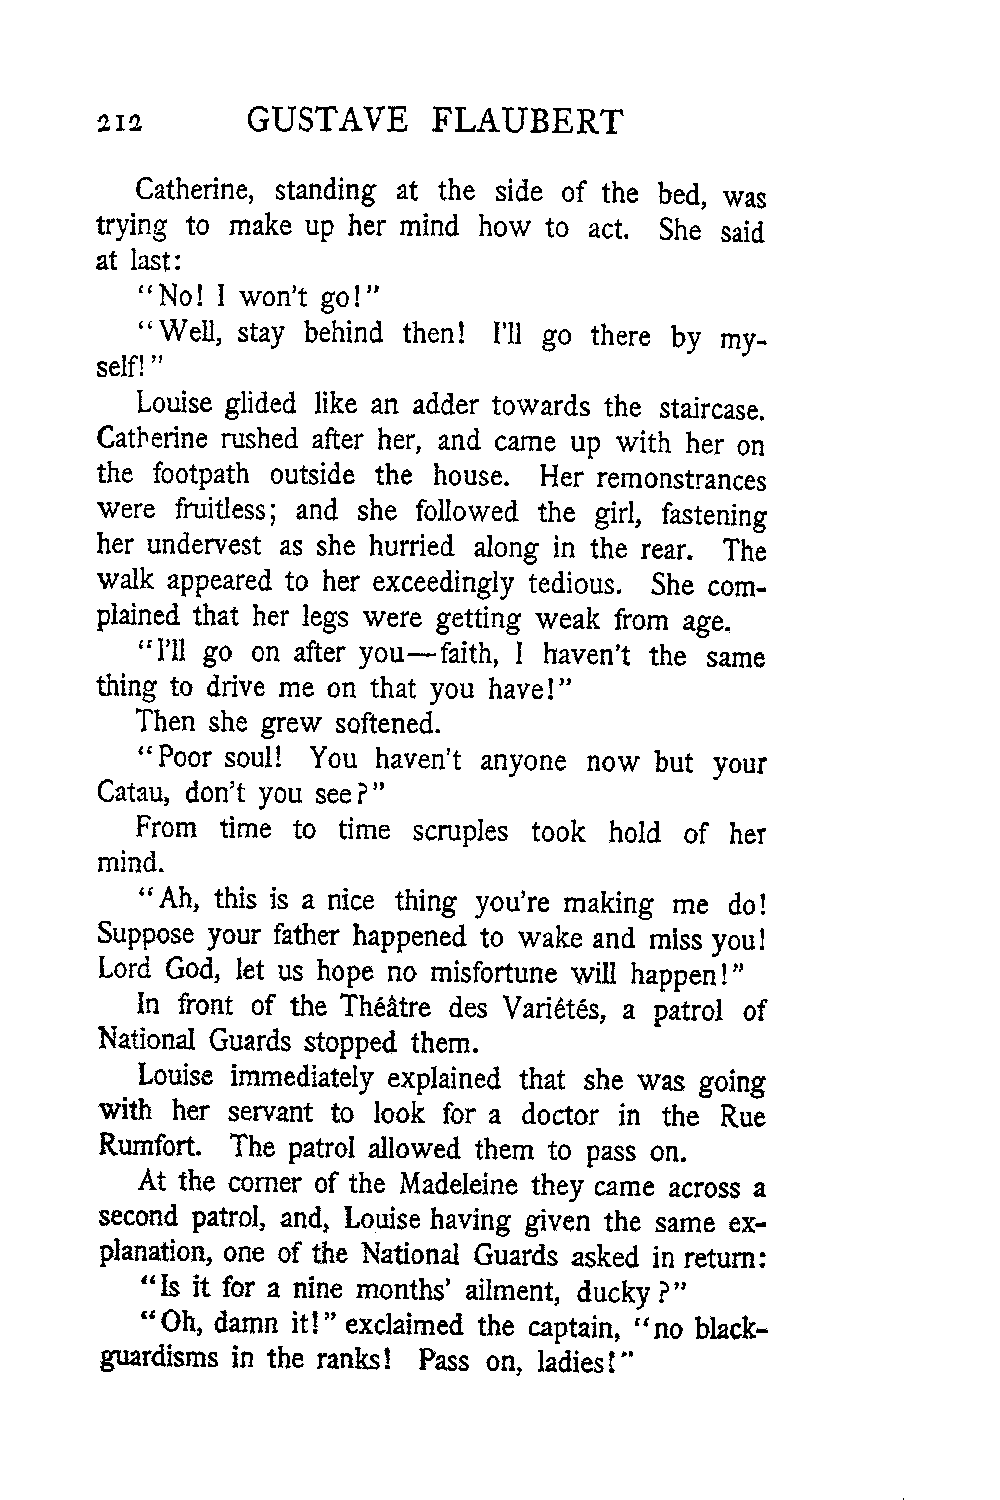 212 GUSTAVE FLAUBERT
Catherine, standing at the side of the bed, was
trying to make up her mind how to act. She said
at last:
"No! I won't go!"
"Well, stay behind then! I'll go there by my-
self!"
Louise glided like an adder towards the staircase.
Catherine rushed after her, and came up with her on
the footpath outside the house. Her remonstrances
were fruitless; and she followed the girl, fastening
her undervest as she hurried along in the rear. The
walk appeared to her exceedingly tedious. She com-
plained that her legs were getting weak from age.
"I'll go on after you—faith, I haven't the same
thing to drive me on that you have!"
Then she grew softened.
"Poor soul! You haven't anyone now but your
Catau, don't you see?"
From time to time scruples took hold of her
mind.
"Ah, this is a nice thing you're making me do!
Suppose your father happened to wake and miss you!
Lord God, let us hope no misfortune will happen!"
In front of the Théâtre des Variétés, a patrol of
National Guards stopped them.
Louise immediately explained that she was going
with her servant to look for a doctor in the Rue
Rumfort. The patrol allowed them to pass on.
At the corner of the Madeleine they came across a
second patrol, and, Louise having given the same ex-
planation, one of the National Guards asked in return:
"Is it for a nine months' ailment, ducky?"
"Oh, damn it!" exclaimed the captain, "no black-
guardisms in the ranks! Pass on, ladies!"